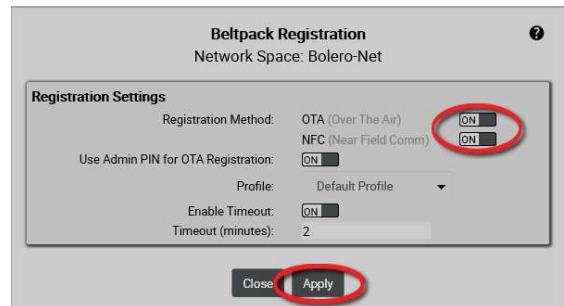 Beltpack Registration
?
Network Space: Bolero-Net
Registration Settings
Registration Method: OTA (Over The Air) ON
NFC (Near Field Comm) ON
Use Admin PIN for OTA Registration: ON
Profile: Default Profile
Enable Timeout: ON
Timeout (minutes): 2
Close Apply